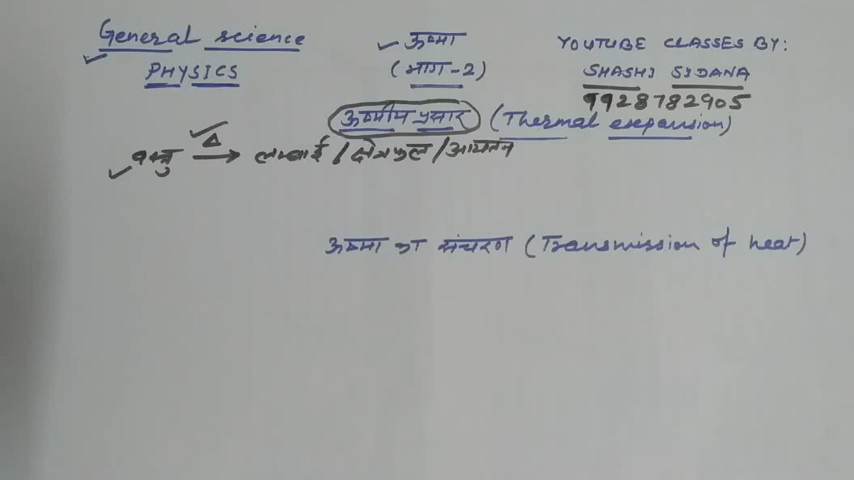 General science
PHYSICS
ऊष्मा
(भाग-2)
YOUTUBE CLASSES BY:
SHASHI SIDANA
9928782905
ऊष्मीय प्रसार (Thermal expansion)
वस्तु Δ → लम्बाई / क्षेत्रफल / आयतन
ऊष्मा का संचरण (Transmission of heat)